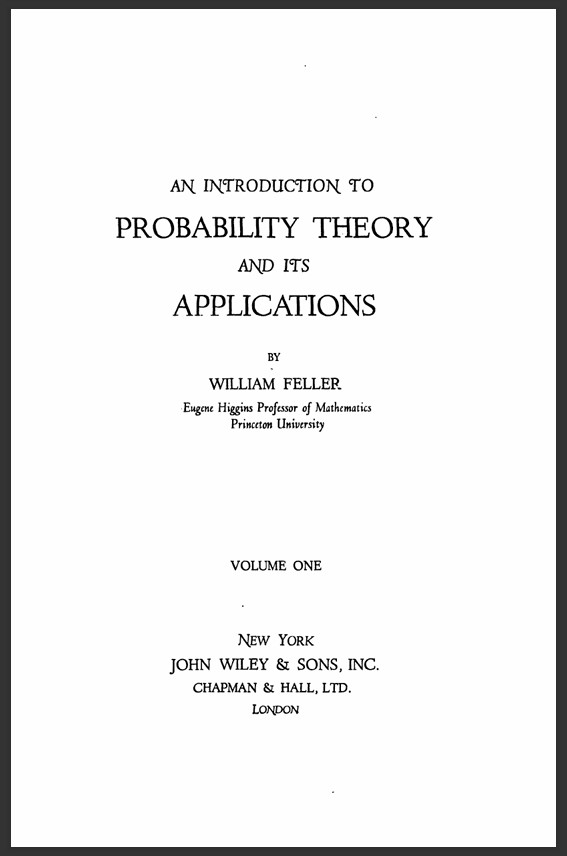 AN INTRODUCTION TO
PROBABILITY THEORY
AND ITS
APPLICATIONS
BY
WILLIAM FELLER
Eugene Higgins Professor of Mathematics
Princeton University
VOLUME ONE
NEW YORK
JOHN WILEY & SONS, INC.
CHAPMAN & HALL, LTD.
LONDON